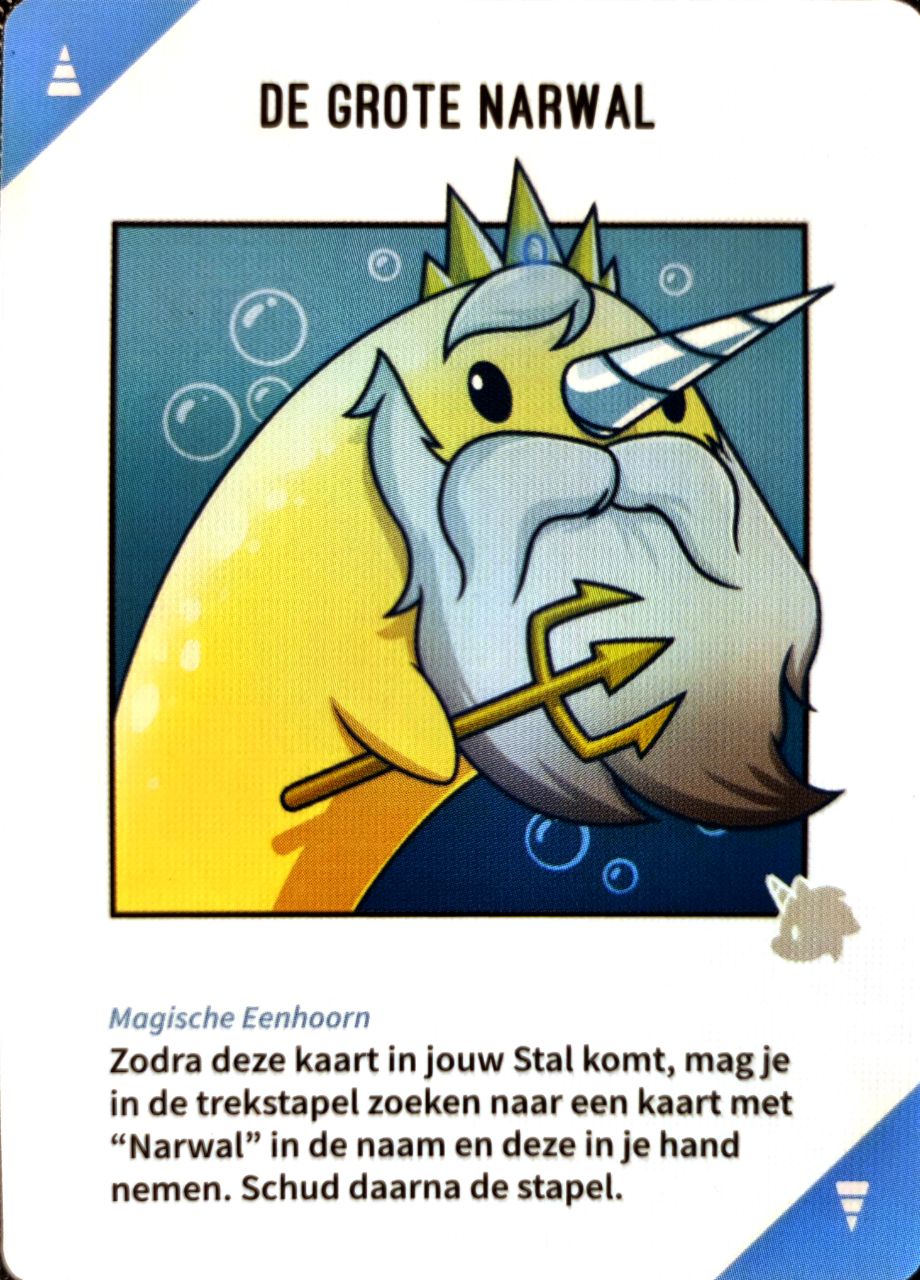 DE GROTE NARWAL
Magische Eenhoorn
Zodra deze kaart in jouw Stal komt, mag je
in de trekstapel zoeken naar een kaart met
“Narwal” in de naam en deze in je hand
nemen. Schud daarna de stapel.